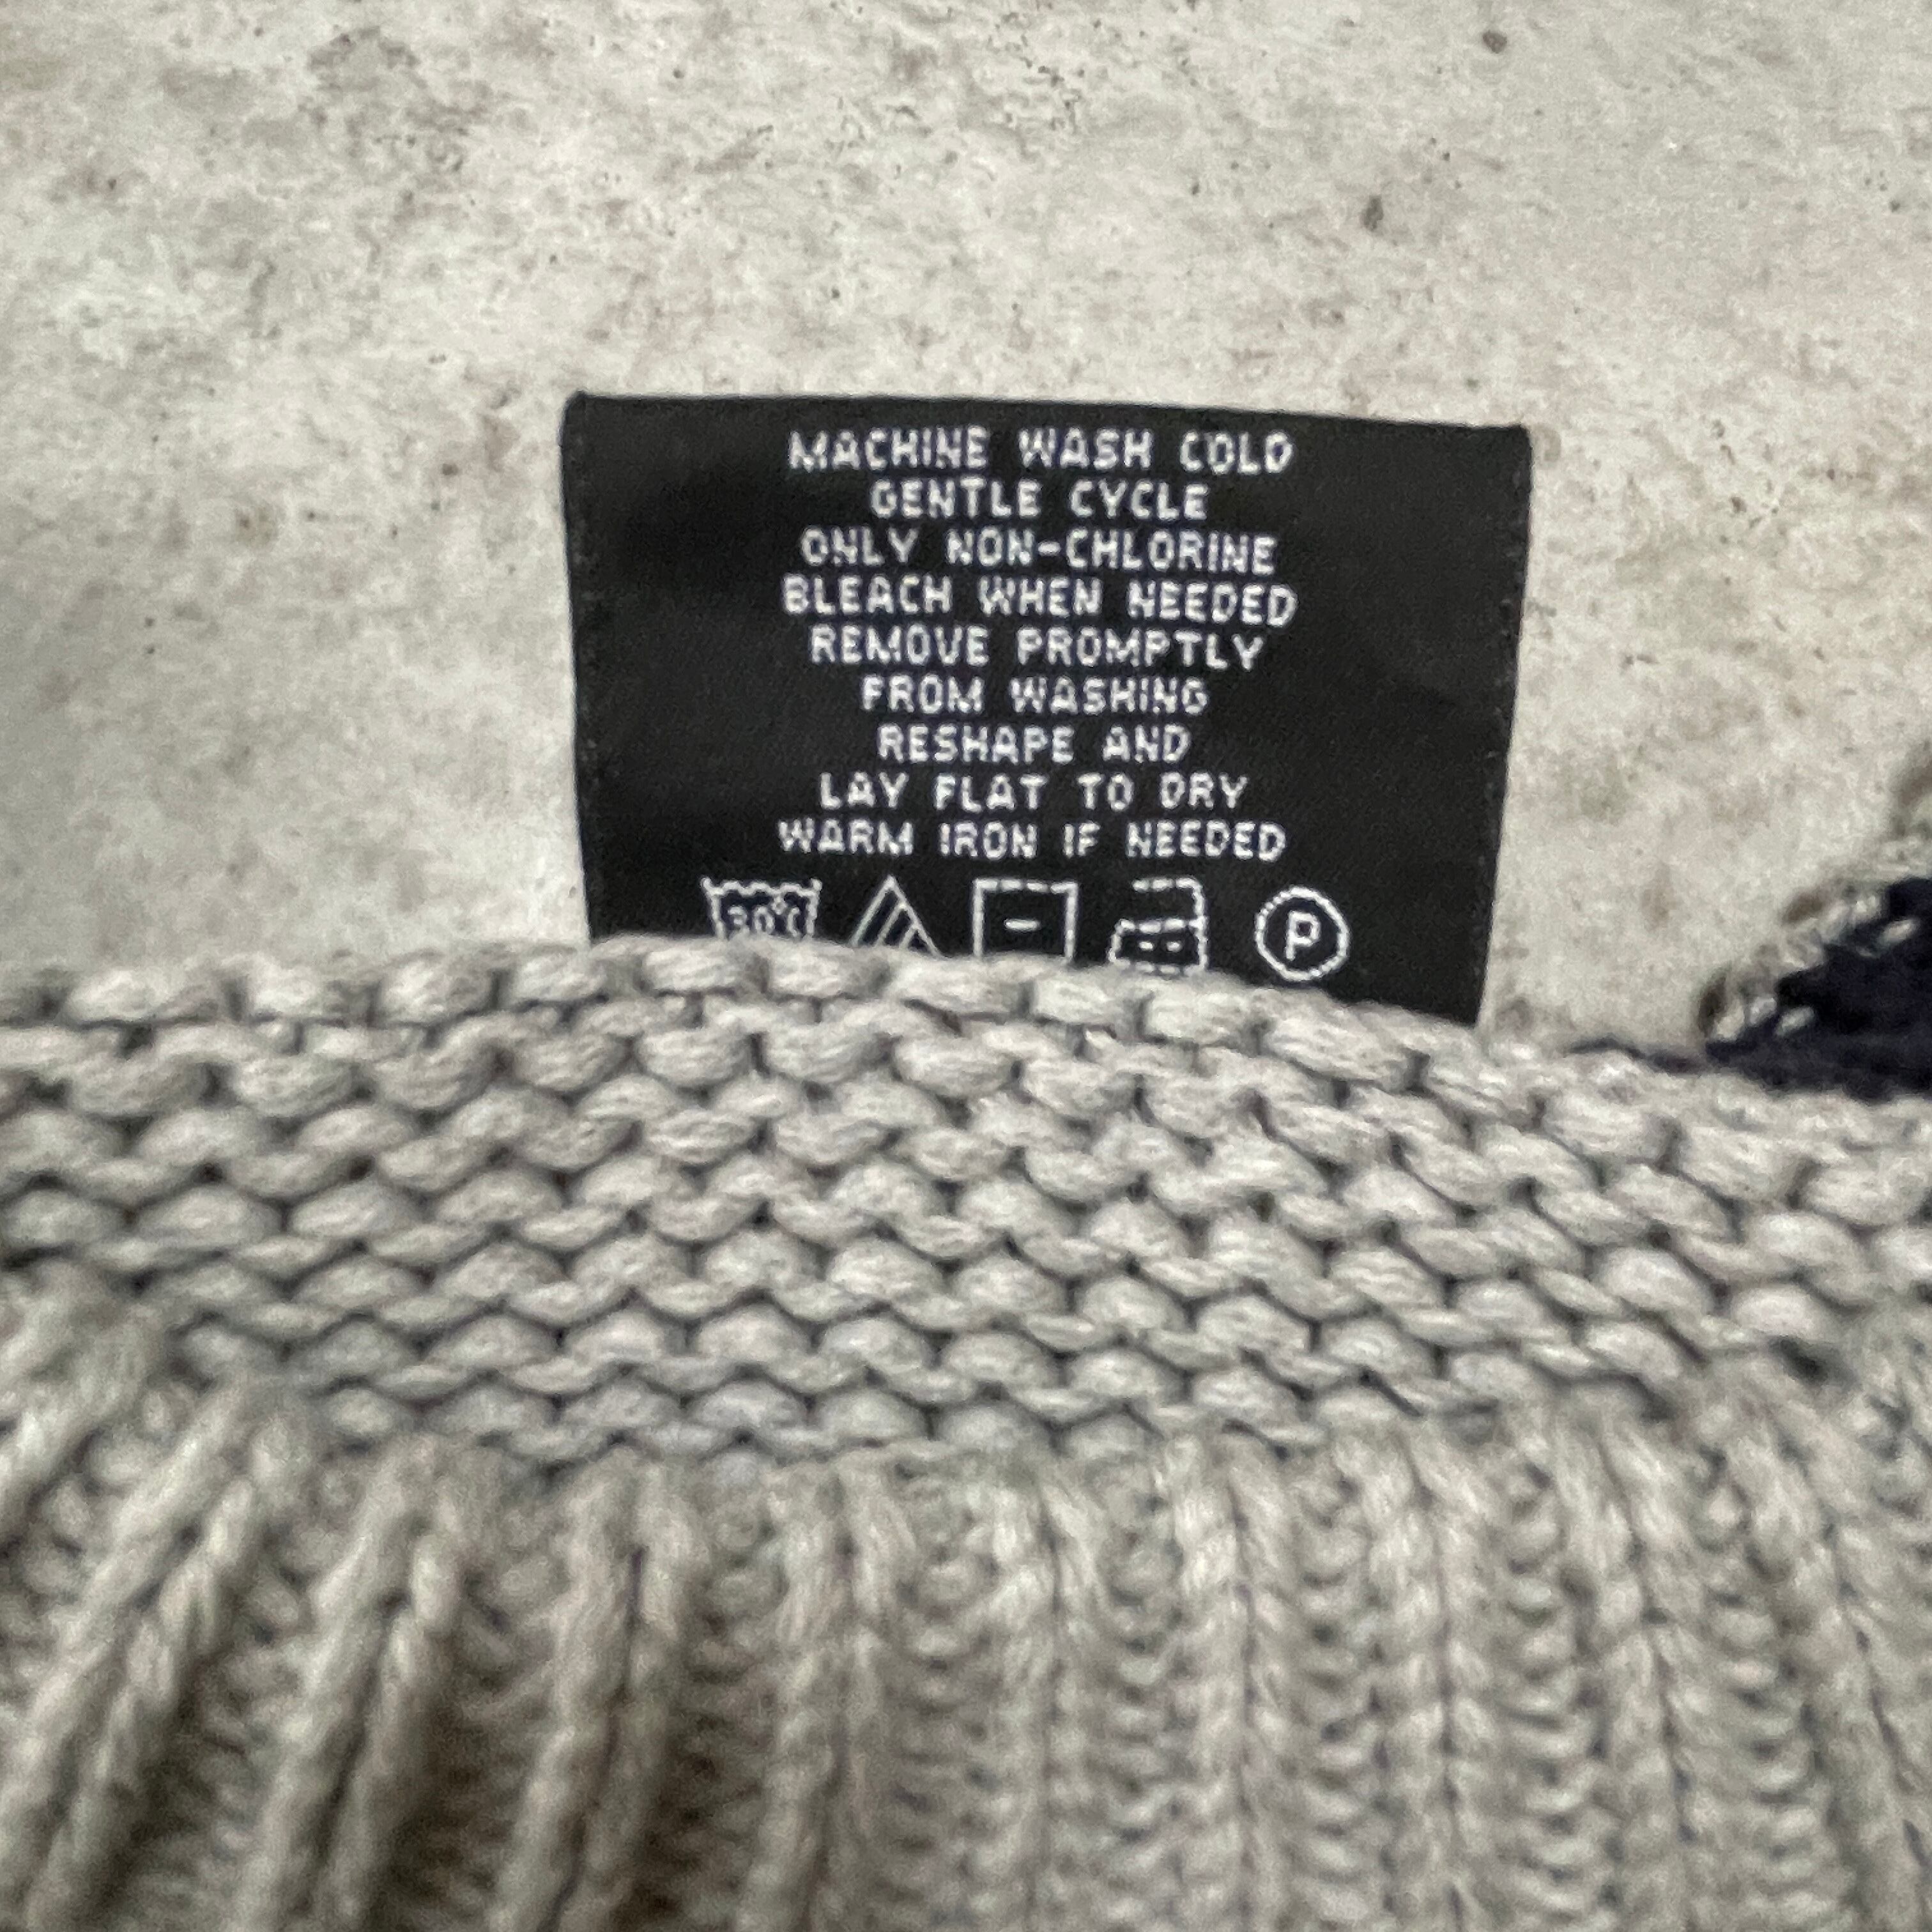 MACHINE WASH COLD
GENTLE CYCLE
ONLY NON-CHLORINE
BLEACH WHEN NEEDED
REMOVE PROMPTLY
FROM WASHING
RESHAPE AND
LAY FLAT TO DRY
WARM IRON IF NEEDED
30°C P